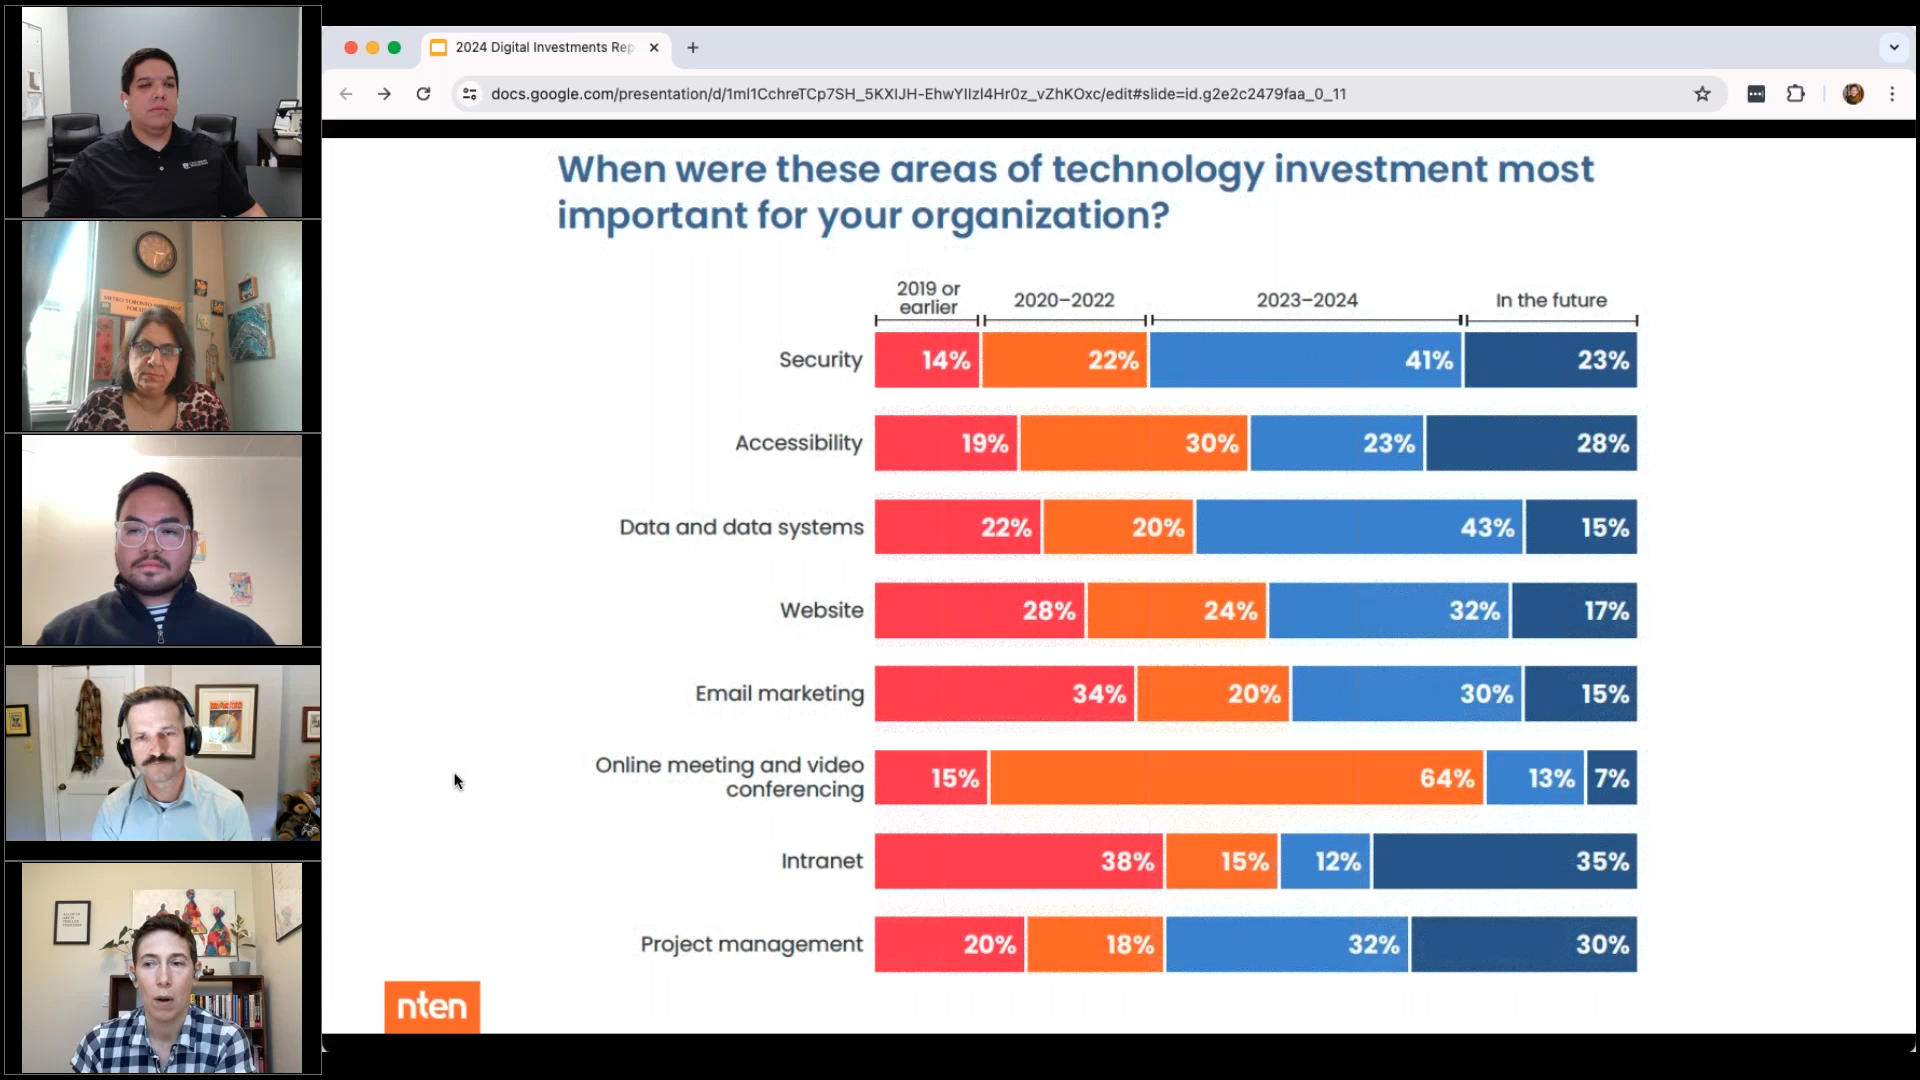 2024 Digital Investments Rep
docs.google.com/presentation/d/1ml1CchreTCp7SH_5KXIJH-EhwYIIzI4Hr0z_vZhKOxc/edit#slide=id.g2e2c2479faa_0_11
When were these areas of technology investment most
important for your organization?
2019 or
earlier
2020–2022
2023–2024
In the future
Security 14% 22% 41% 23%
Accessibility 19% 30% 23% 28%
Data and data systems 22% 20% 43% 15%
Website 28% 24% 32% 17%
Email marketing 34% 20% 30% 15%
Online meeting and video
conferencing 15% 64% 13% 7%
Intranet 38% 15% 12% 35%
Project management 20% 18% 32% 30%
nten